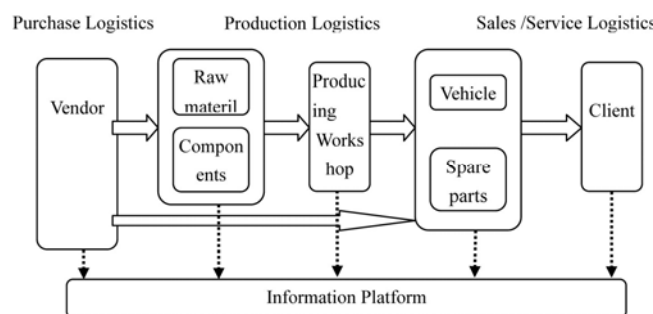 Purchase Logistics
Production Logistics
Sales /Service Logistics
Vendor
Raw
materil
Compon
ents
Produc
ing
Works
hop
Vehicle
Spare
parts
Client
Information Platform